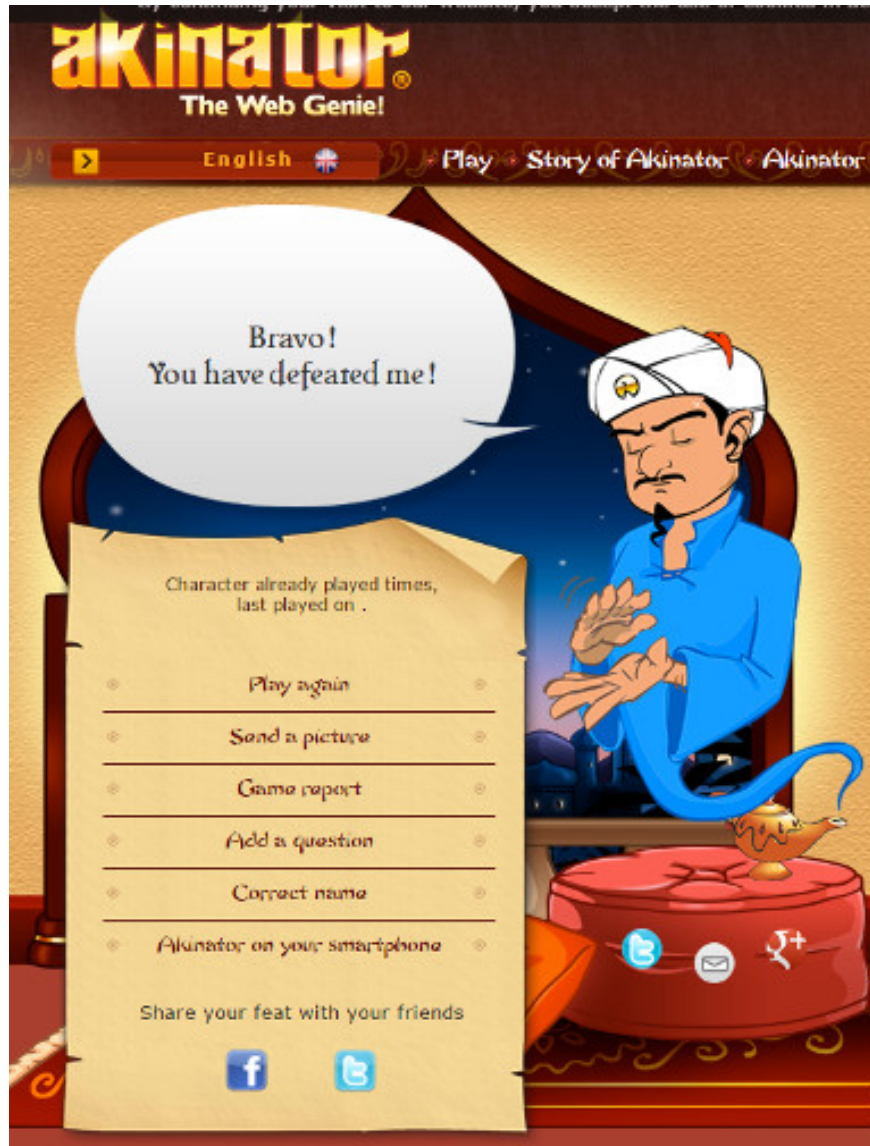 akinator®
The Web Genie!
English
Play
Story of Akinator
Akinator
Bravo!
You have defeated me!
Character already played times,
last played on .
Play again
Send a picture
Game report
Add a question
Correct name
Akinator on your smartphone
Share your feat with your friends